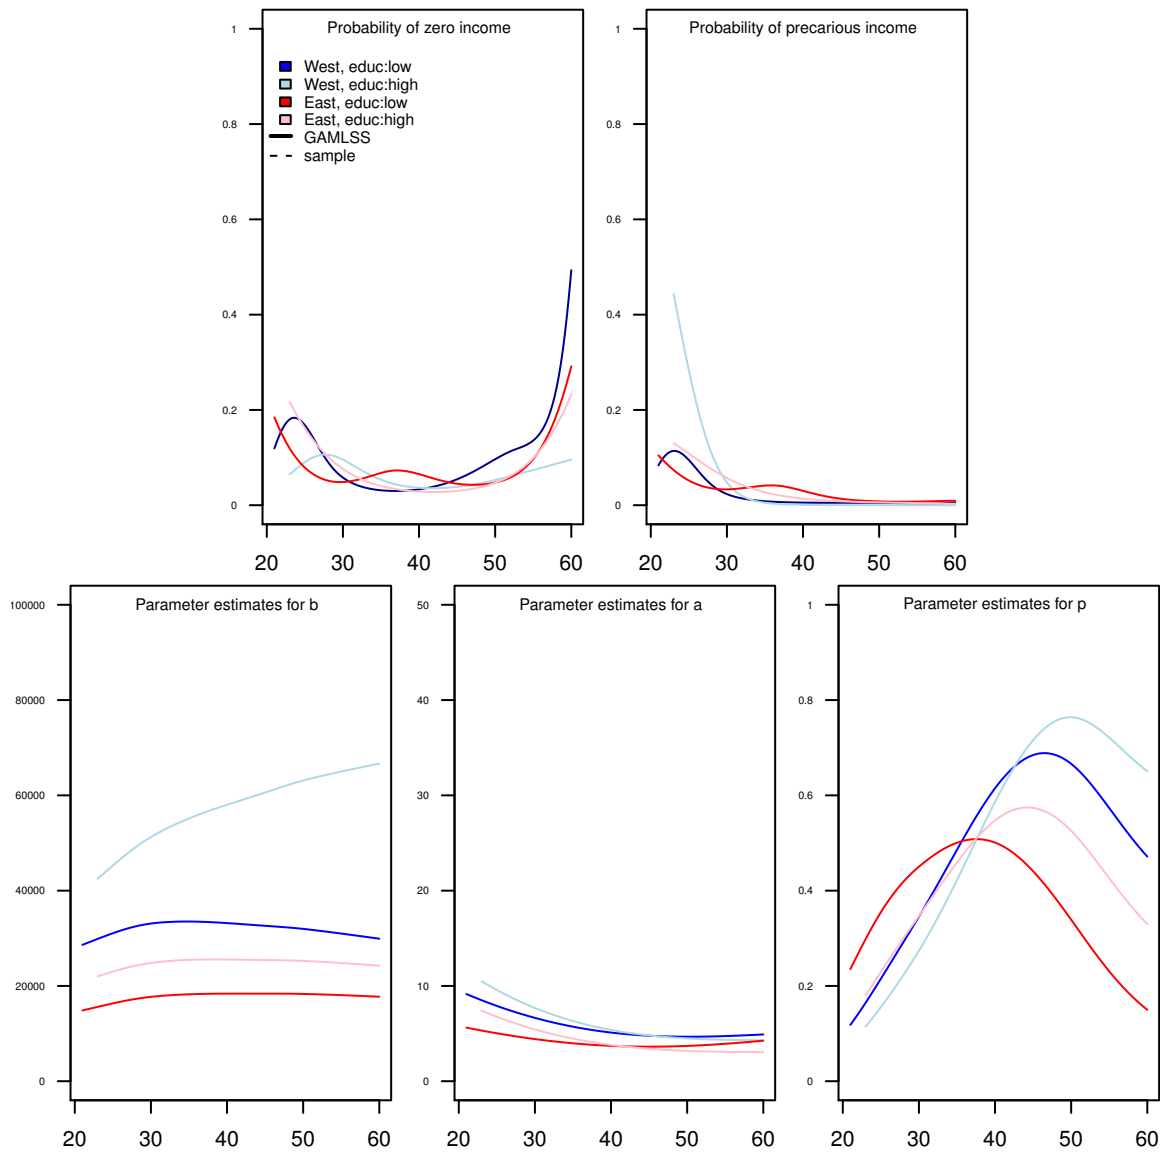 Probability of zero income
1
0.8
0.6
0.4
0.2
0
West, educ:low
West, educ:high
East, educ:low
East, educ:high
GAMLSS
sample
20 30 40 50 60
Probability of precarious income
1
0.8
0.6
0.4
0.2
0
20 30 40 50 60
Parameter estimates for b
100000
80000
60000
40000
20000
0
20 30 40 50 60
Parameter estimates for a
50
40
30
20
10
0
20 30 40 50 60
Parameter estimates for p
1
0.8
0.6
0.4
0.2
0
20 30 40 50 60